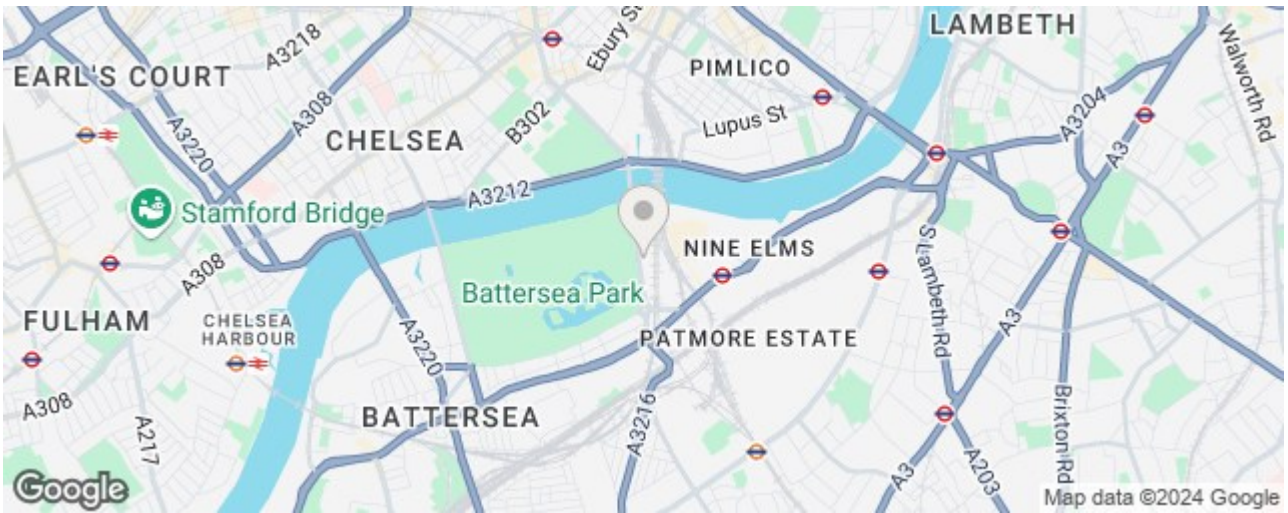 LAMBETH
A3218
Ebury St
PIMLICO
Walworth Rd
EARL'S COURT
A308
B302
Lupus St
A3204
A3220
CHELSEA
A3
A3212
Stamford Bridge
A308
NINE ELMS
S Lambeth Rd
Battersea Park
FULHAM
CHELSEA
HARBOUR
A3220
PATMORE ESTATE
A3
A308
A217
BATTERSEA
A3216
Brixton Rd
A3
A203
Google
Map data ©2024 Google